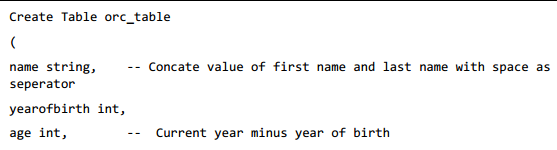 Create Table orc_table
(
name string,    -- Concate value of first name and last name with space as
seperator
yearofbirth int,
age int,        --  Current year minus year of birth